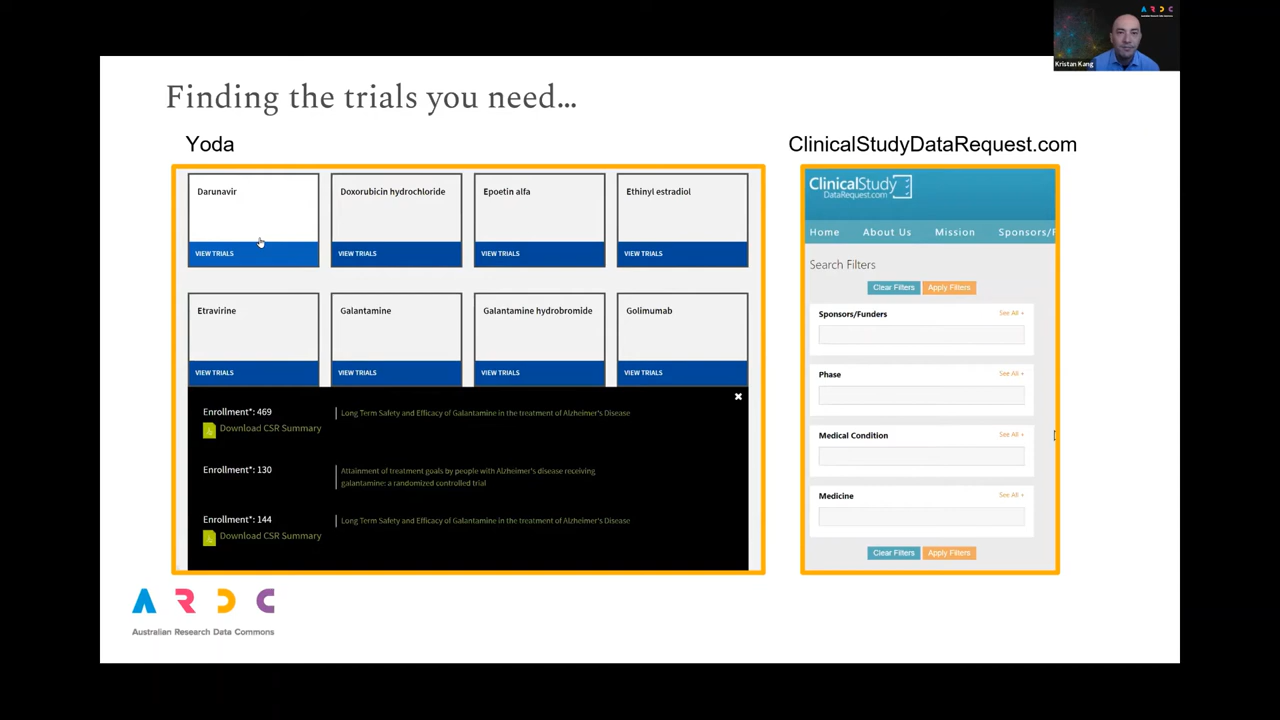 A R D C
Kristan Kang
Finding the trials you need...
Yoda
ClinicalStudyDataRequest.com
Darunavir
VIEW TRIALS
Doxorubicin hydrochloride
VIEW TRIALS
Epoetin alfa
VIEW TRIALS
Ethinyl estradiol
VIEW TRIALS
Etravirine
VIEW TRIALS
Galantamine
VIEW TRIALS
Galantamine hydrobromide
VIEW TRIALS
Golimumab
VIEW TRIALS
Enrollment*: 469
Download CSR Summary
Long Term Safety and Efficacy of Galantamine in the treatment of Alzheimer's Disease
Enrollment*: 130
Attainment of treatment goals by people with Alzheimer's disease receiving
galantamine: a randomized controlled trial
Enrollment*: 144
Download CSR Summary
Long Term Safety and Efficacy of Galantamine in the treatment of Alzheimer's Disease
ClinicalStudy
DataRequest.com
Home About Us Mission Sponsors/F
Search Filters
Clear Filters Apply Filters
Sponsors/Funders See All +
Phase See All +
Medical Condition See All +
Medicine See All +
Clear Filters Apply Filters
A R D C
Australian Research Data Commons